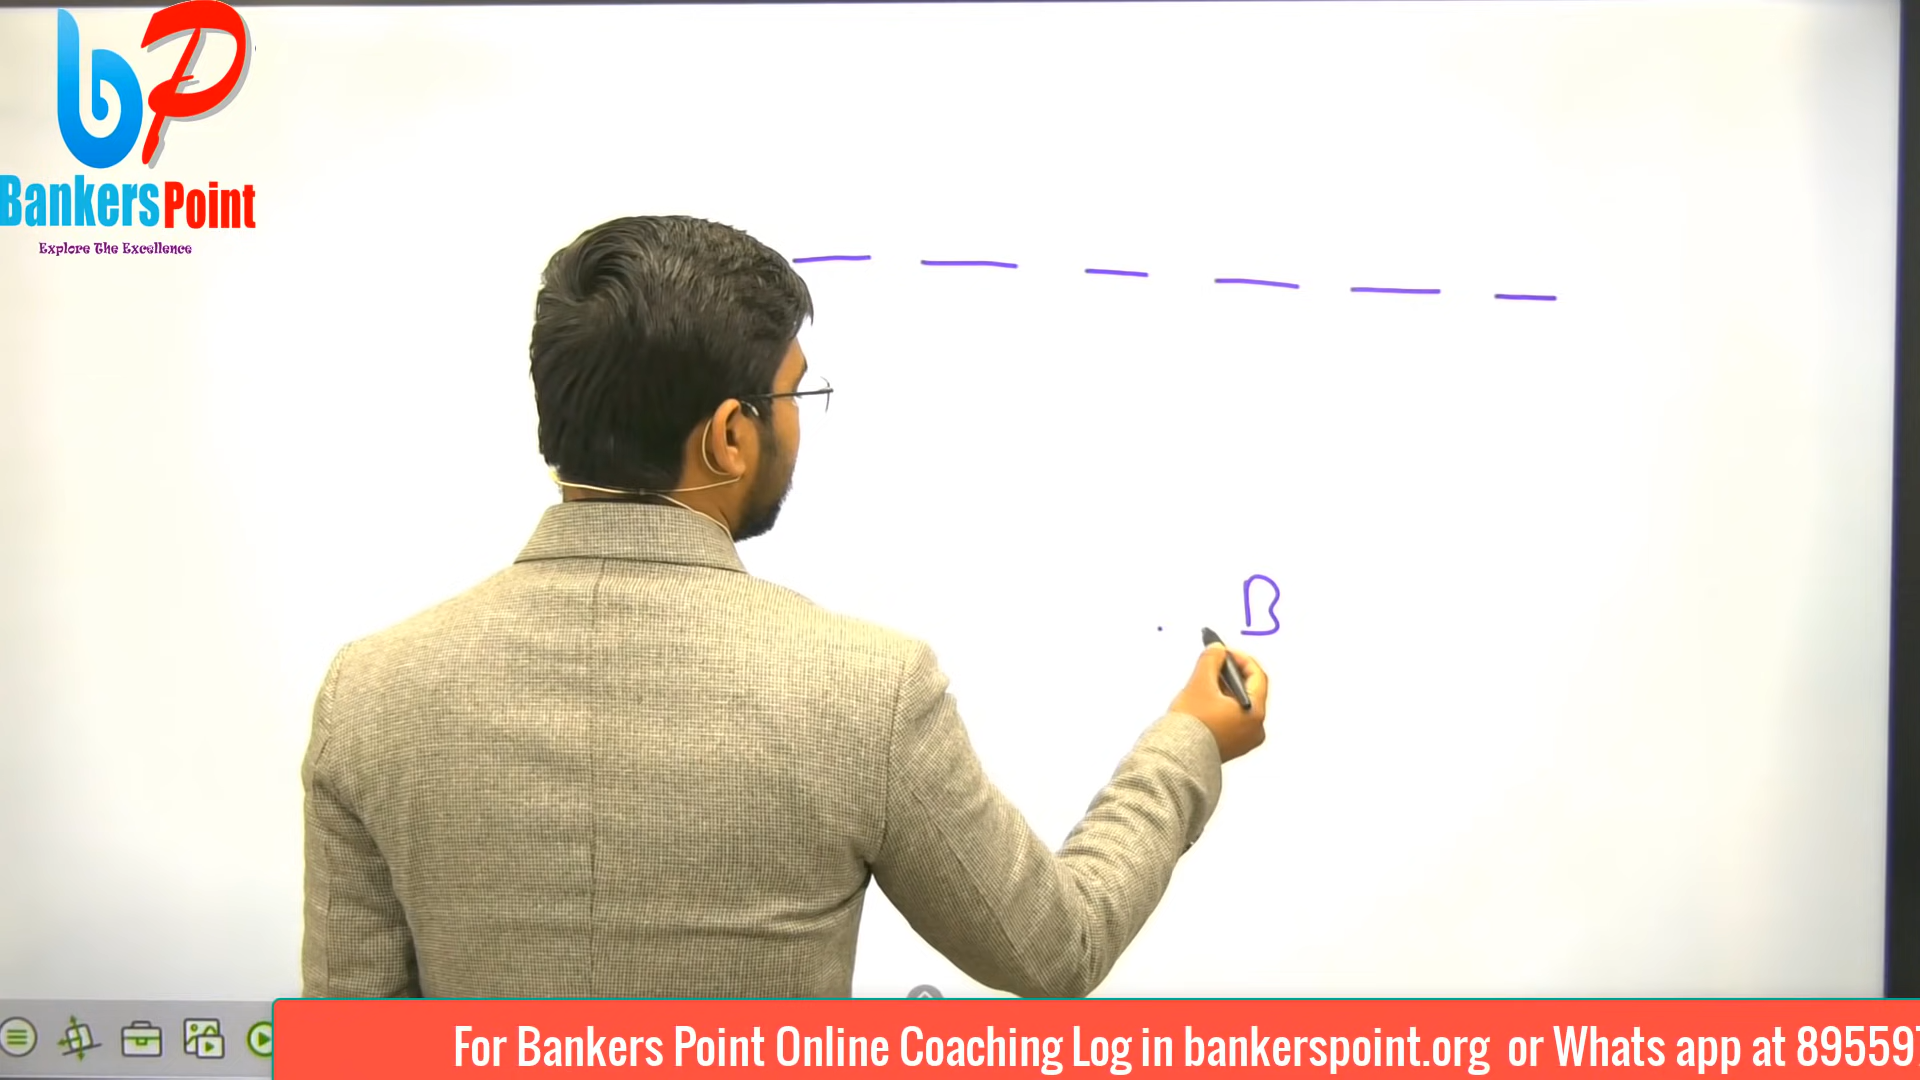 bP
BankersPoint
Explore The Excellence
B
For Bankers Point Online Coaching Log in bankerspoint.org or Whats app at 89559